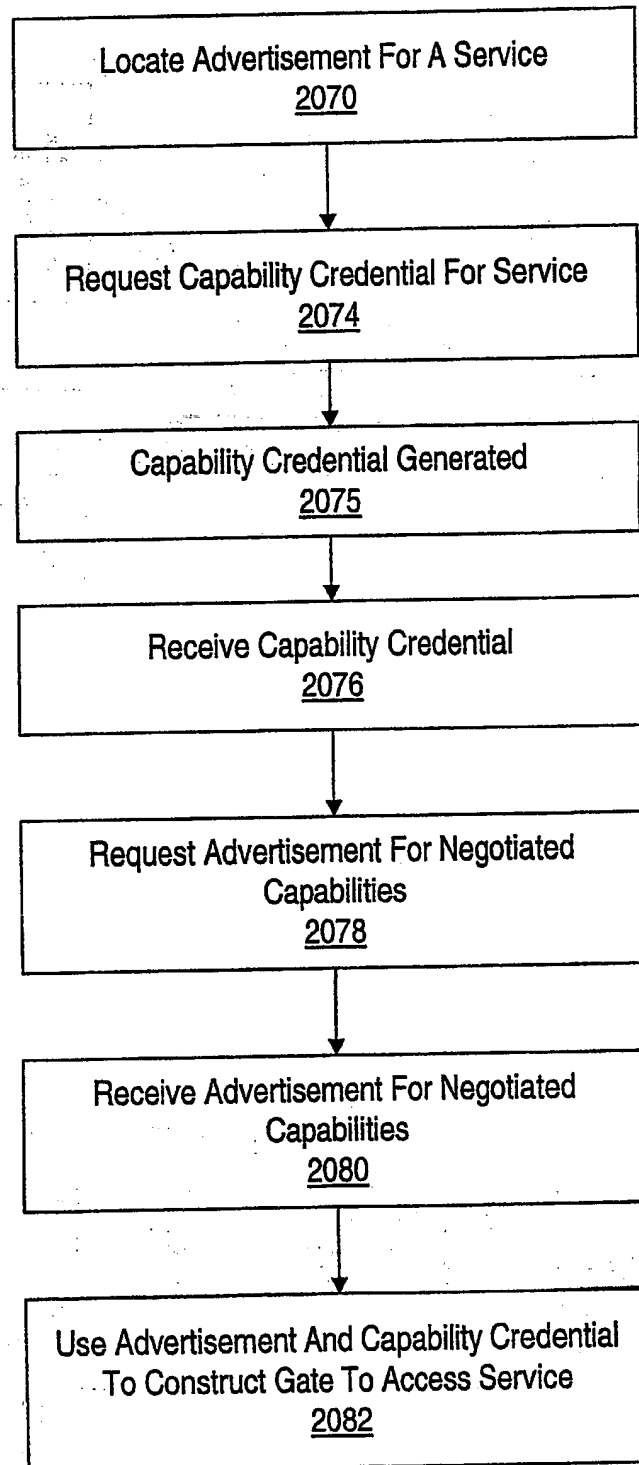 Locate Advertisement For A Service
2070
Request Capability Credential For Service
2074
Capability Credential Generated
2075
Receive Capability Credential
2076
Request Advertisement For Negotiated
Capabilities
2078
Receive Advertisement For Negotiated
Capabilities
2080
Use Advertisement And Capability Credential
To Construct Gate To Access Service
2082